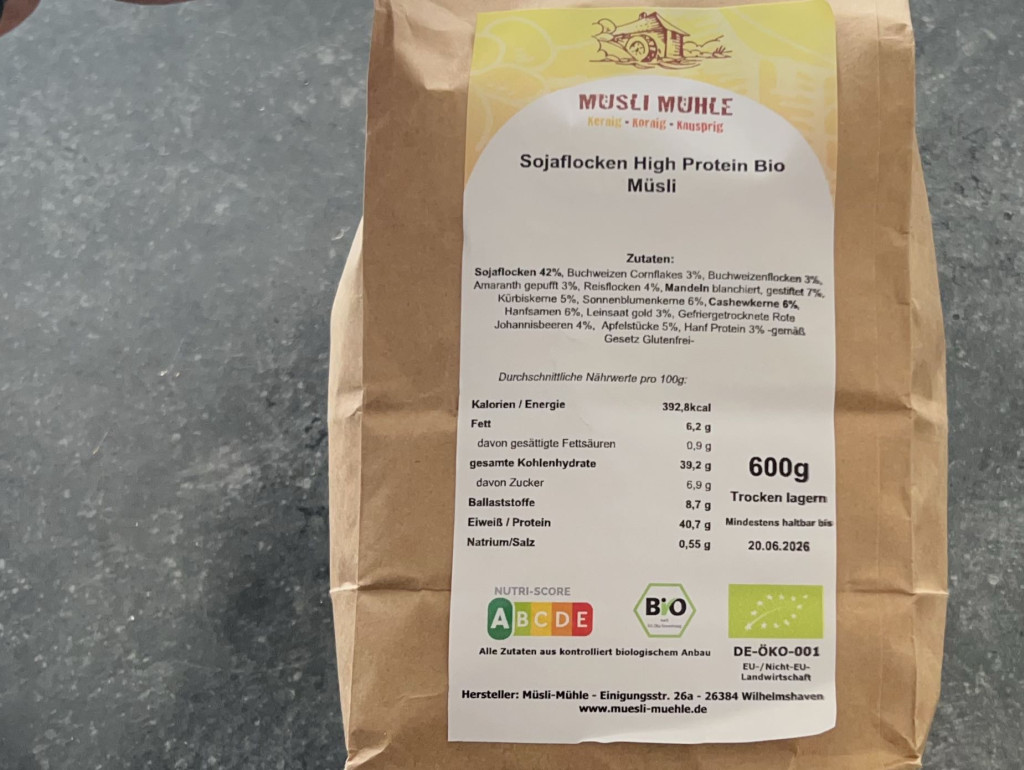 MÜSLI MÜHLE
Kernig - Kornig - Knusprig
Sojaflocken High Protein Bio
Müsli
Zutaten:
Sojaflocken 42%, Buchweizen Cornflakes 3%, Buchweizenflocken 3%,
Amaranth gepufft 3%, Reisflocken 4%, Mandeln blanchiert, gestiftet 7%,
Kürbiskerne 5%, Sonnenblumenkerne 6%, Cashewkerne 6%,
Hanfsamen 6%, Leinsaat gold 3%, Gefriergetrocknete Rote
Johannisbeeren 4%, Apfelstücke 5%, Hanf Protein 3% -gemäß
Gesetz Glutenfrei-
Durchschnittliche Nährwerte pro 100g:
Kalorien / Energie 392,8kcal
Fett 6,2 g
davon gesättigte Fettsäuren 0,9 g
gesamte Kohlenhydrate 39,2 g
davon Zucker 6,9 g
Ballaststoffe 8,7 g
Eiweiß / Protein 40,7 g
Natrium/Salz 0,55 g
600g
Trocken lagern
Mindestens haltbar bis
20.06.2026
NUTRI-SCORE
A B C D E
Bio
Alle Zutaten aus kontrolliert biologischem Anbau
DE-ÖKO-001
EU-/Nicht-EU-
Landwirtschaft
Hersteller: Müsli-Mühle - Einigungsstr. 26a - 26384 Wilhelmshaven
www.muesli-muehle.de